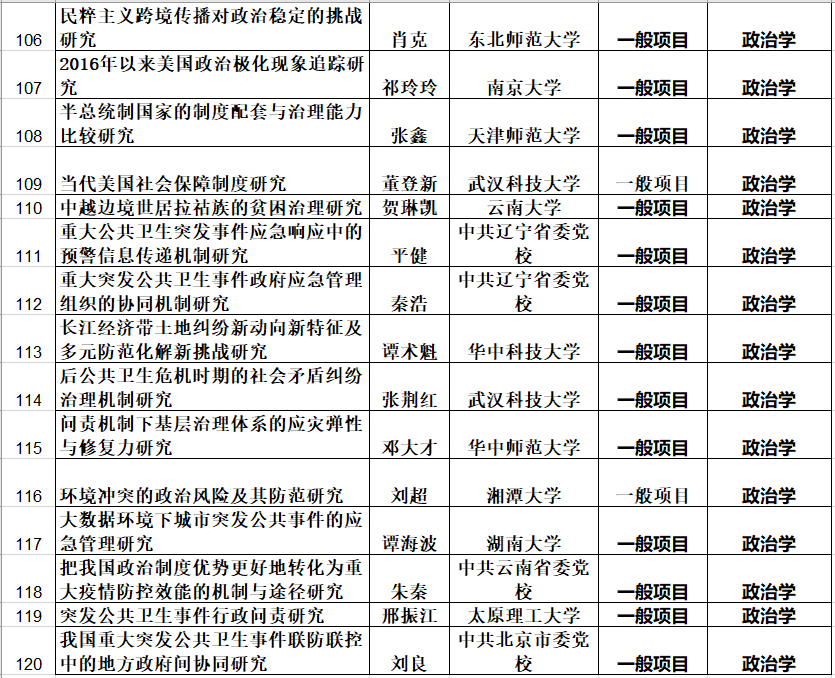 106 民粹主义跨境传播对政治稳定的挑战研究 肖克 东北师范大学 一般项目 政治学
107 2016年以来美国政治极化现象追踪研究 祁玲玲 南京大学 一般项目 政治学
108 半总统制国家的制度配套与治理能力比较研究 张鑫 天津师范大学 一般项目 政治学
109 当代美国社会保障制度研究 董登新 武汉科技大学 一般项目 政治学
110 中越边境世居拉祜族的贫困治理研究 贺琳凯 云南大学 一般项目 政治学
111 重大公共卫生突发事件应急响应中的预警信息传递机制研究 平健 中共辽宁省委党校 一般项目 政治学
112 重大突发公共卫生事件政府应急管理组织的协同机制研究 秦浩 中共辽宁省委党校 一般项目 政治学
113 长江经济带土地纠纷新动向新特征及多元防范化解新挑战研究 谭术魁 华中科技大学 一般项目 政治学
114 后公共卫生危机时期的社会矛盾纠纷治理机制研究 张荆红 武汉科技大学 一般项目 政治学
115 问责机制下基层治理体系的应灾弹性与修复力研究 邓大才 华中师范大学 一般项目 政治学
116 环境冲突的政治风险及其防范研究 刘超 湘潭大学 一般项目 政治学
117 大数据环境下城市突发公共事件的应急管理研究 谭海波 湖南大学 一般项目 政治学
118 把我国政治制度优势更好地转化为重大疫情防控效能的机制与途径研究 朱秦 中共云南省委党校 一般项目 政治学
119 突发公共卫生事件行政问责研究 邢振江 太原理工大学 一般项目 政治学
120 我国重大突发公共卫生事件联防联控中的地方政府间协同研究 刘良 中共北京市委党校 一般项目 政治学